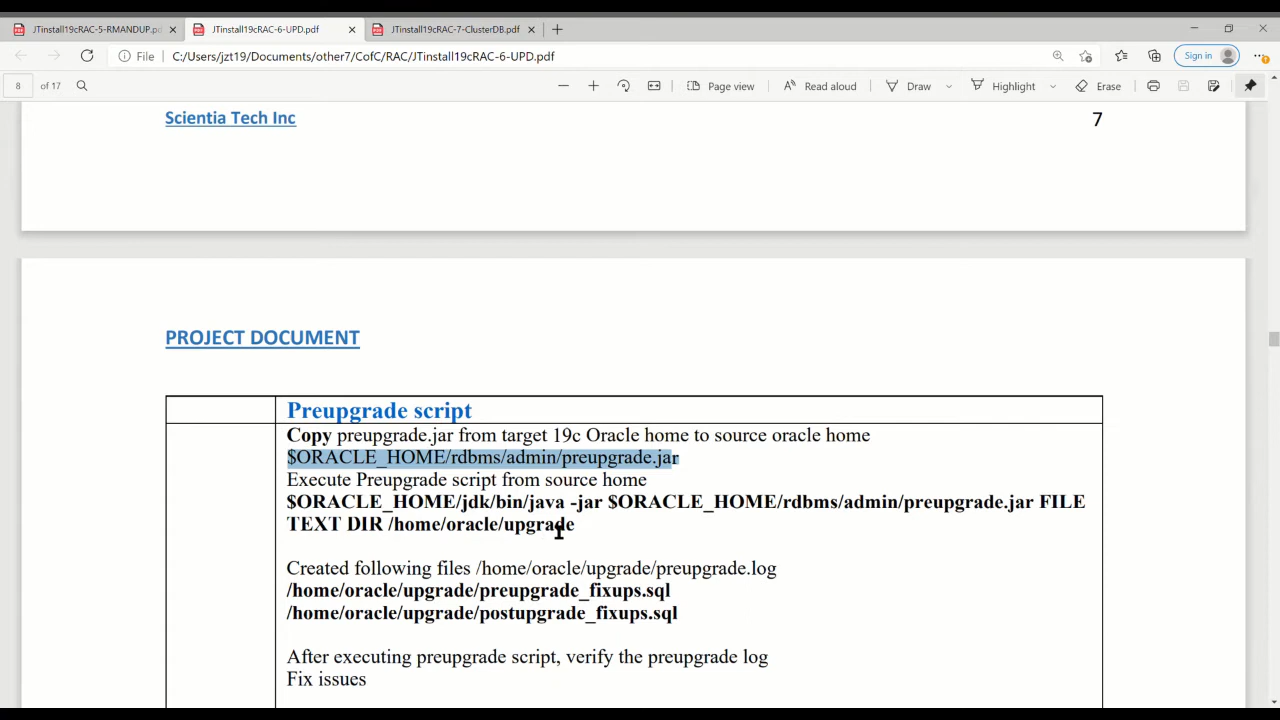 JTinstall19cRAC-5-RMANDUP.pd
JTinstall19cRAC-6-UPD.pdf
JTinstall19cRAC-7-ClusterDB.pdf
File
C:/Users/jzt19/Documents/other7/CofC/RAC/JTinstall19cRAC-6-UPD.pdf
Sign in
8 of 17
Page view
Read aloud
Draw
Highlight
Erase
Scientia Tech Inc
7
PROJECT DOCUMENT
Preupgrade script
Copy preupgrade.jar from target 19c Oracle home to source oracle home
$ORACLE_HOME/rdbms/admin/preupgrade.jar
Execute Preupgrade script from source home
$ORACLE_HOME/jdk/bin/java -jar $ORACLE_HOME/rdbms/admin/preupgrade.jar FILE
TEXT DIR /home/oracle/upgrade
Created following files /home/oracle/upgrade/preupgrade.log
/home/oracle/upgrade/preupgrade_fixups.sql
/home/oracle/upgrade/postupgrade_fixups.sql
After executing preupgrade script, verify the preupgrade log
Fix issues